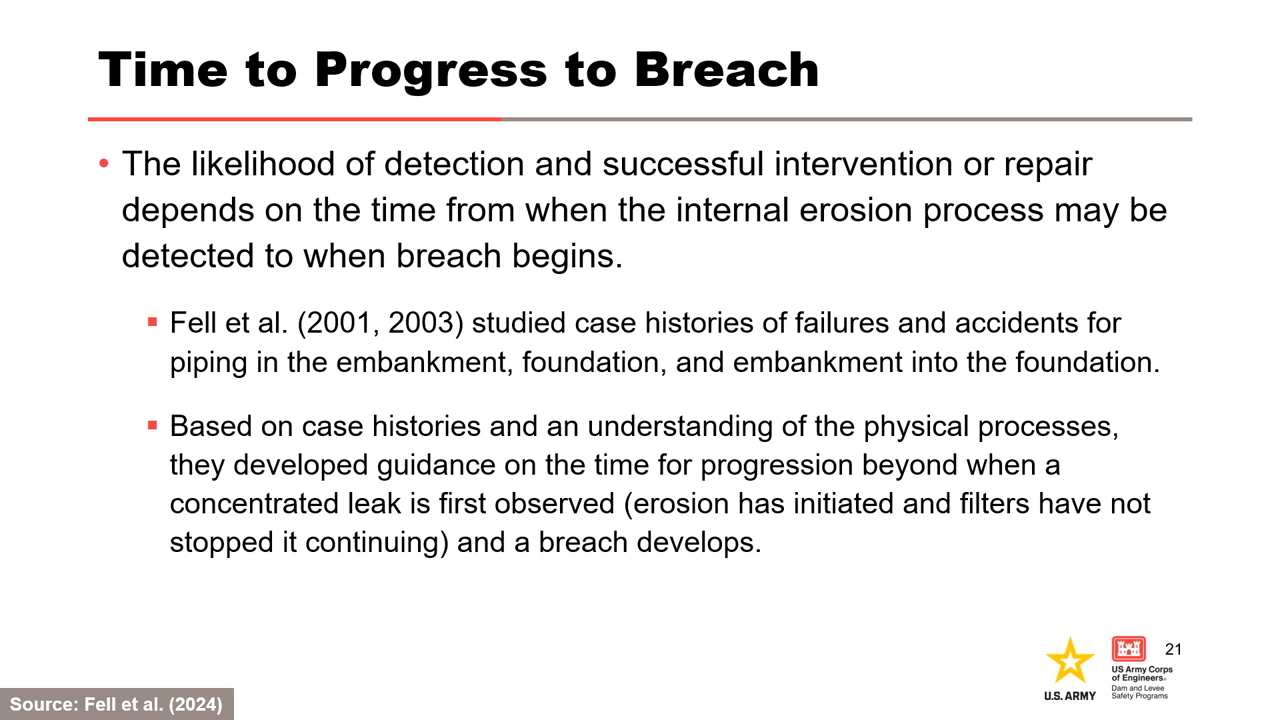 Time to Progress to Breach
• The likelihood of detection and successful intervention or repair
depends on the time from when the internal erosion process may be
detected to when breach begins.
▪ Fell et al. (2001, 2003) studied case histories of failures and accidents for
piping in the embankment, foundation, and embankment into the foundation.
▪ Based on case histories and an understanding of the physical processes,
they developed guidance on the time for progression beyond when a
concentrated leak is first observed (erosion has initiated and filters have not
stopped it continuing) and a breach develops.
U.S. ARMY
US Army Corps
of Engineers®
Dam and Levee
Safety Programs
21
Source: Fell et al. (2024)